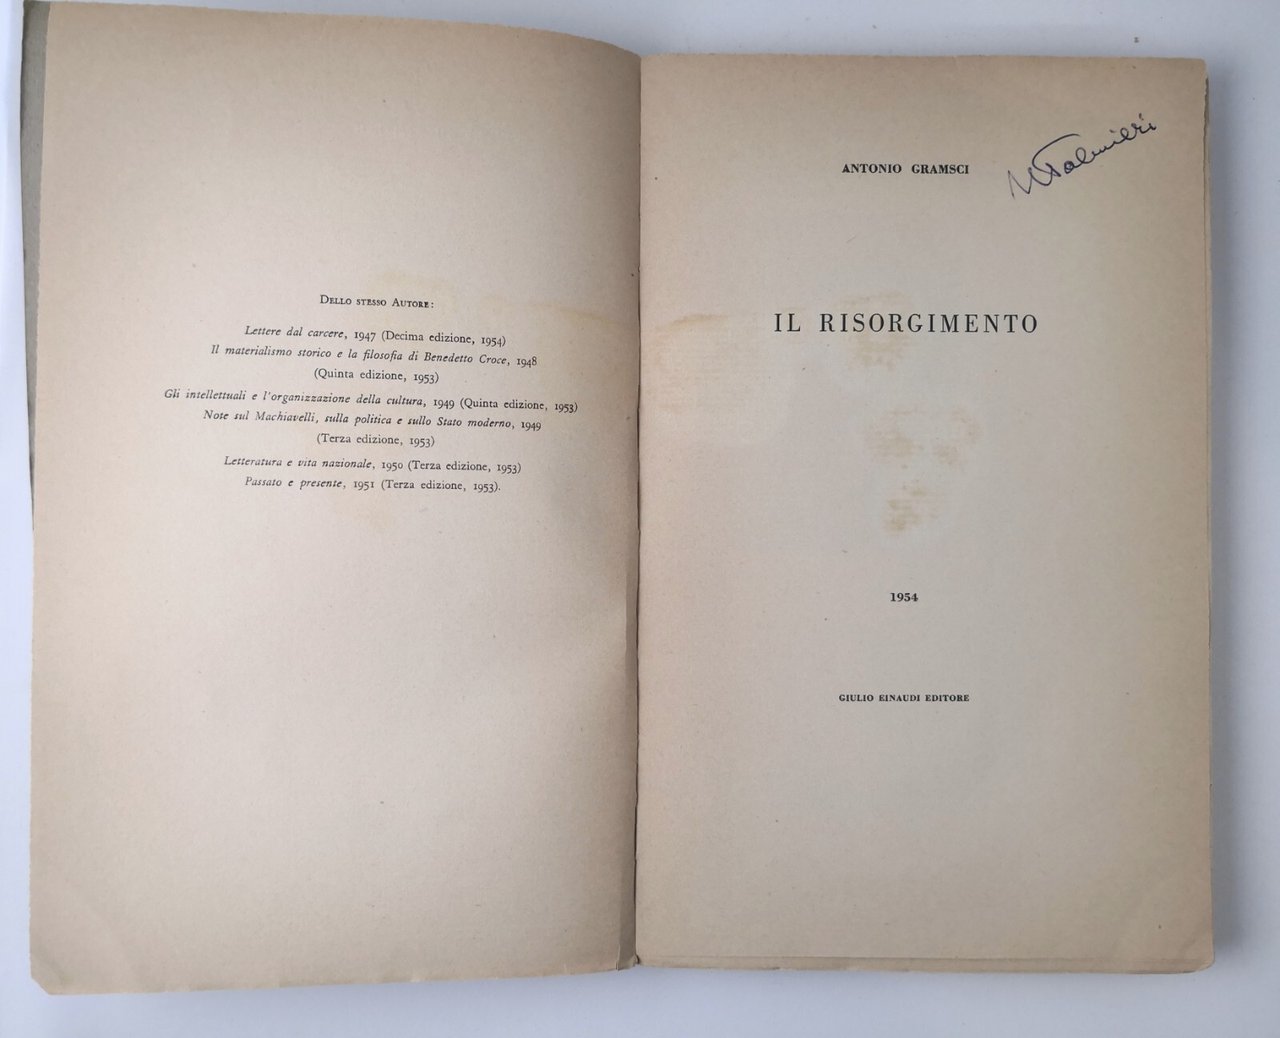 Dello stesso Autore:
Lettere dal carcere, 1947 (Decima edizione, 1954)
Il materialismo storico e la filosofia di Benedetto Croce, 1948
(Quinta edizione, 1953)
Gli intellettuali e l'organizzazione della cultura, 1949 (Quinta edizione, 1953)
Note sul Machiavelli, sulla politica e sullo Stato moderno, 1949
(Terza edizione, 1953)
Letteratura e vita nazionale, 1950 (Terza edizione, 1953)
Passato e presente, 1951 (Terza edizione, 1953).
ANTONIO GRAMSCI
Palmieri
IL RISORGIMENTO
1954
GIULIO EINAUDI EDITORE